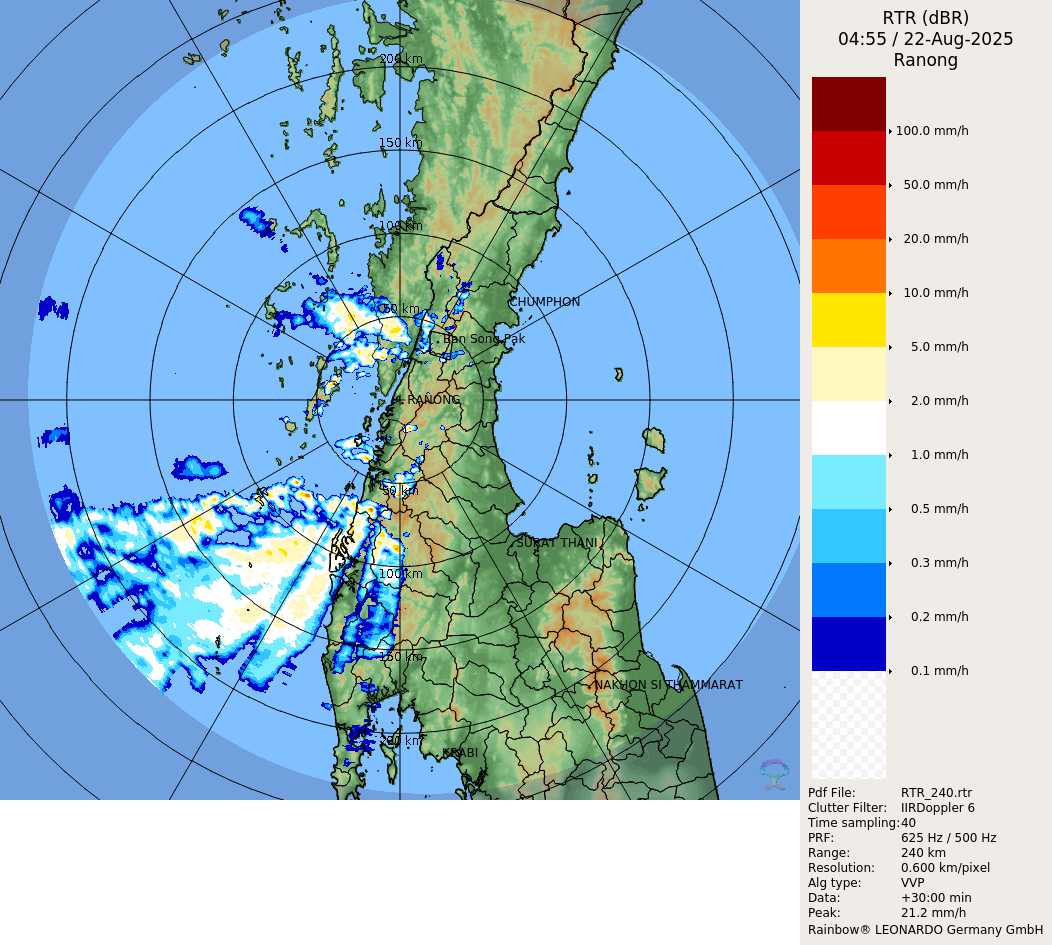 RTR (dBR)
04:55 / 22-Aug-2025
Ranong
200 km
150 km
100 km
50 km
CHUMPHON
Ban Song Pak
RANONG
50 km
SURAT THANI
100 km
150 km
NAKHON SI THAMMARAT
200 km
KRABI
100.0 mm/h
50.0 mm/h
20.0 mm/h
10.0 mm/h
5.0 mm/h
2.0 mm/h
1.0 mm/h
0.5 mm/h
0.3 mm/h
0.2 mm/h
0.1 mm/h
Pdf File: RTR_240.rtr
Clutter Filter: IIRDoppler 6
Time sampling: 40
PRF: 625 Hz / 500 Hz
Range: 240 km
Resolution: 0.600 km/pixel
Alg type: VVP
Data: +30:00 min
Peak: 21.2 mm/h
Rainbow® LEONARDO Germany GmbH